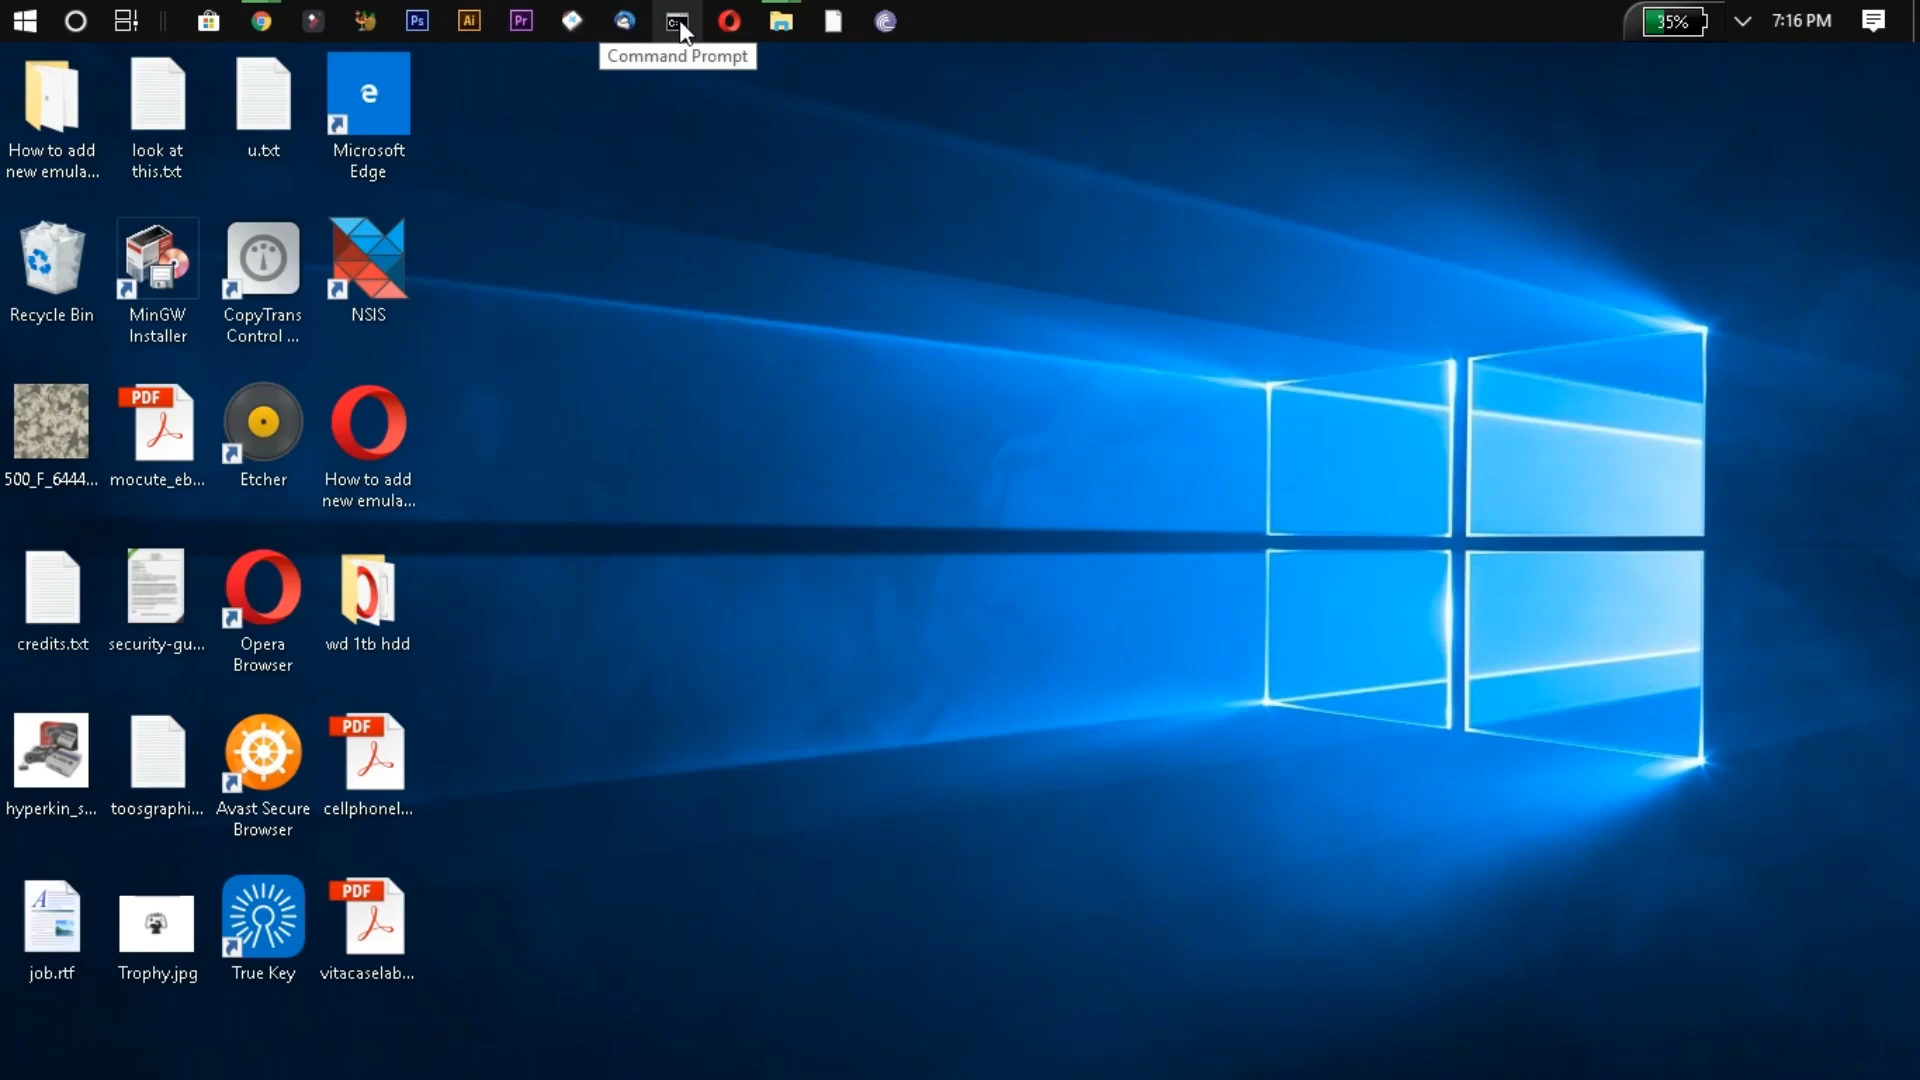 Ps
Ai
Pr
35%
7:16 PM
Command Prompt
How to add
new emula...
look at
this.txt
u.txt
Microsoft
Edge
Recycle Bin
MinGW
Installer
CopyTrans
Control ...
NSIS
500_F_6444...
PDF
mocute_eb...
Etcher
How to add
new emula...
credits.txt
security-gu...
Opera
Browser
wd 1tb hdd
hyperkin_s...
toosgraphi...
Avast Secure
Browser
PDF
cellphonel...
job.rtf
Trophy.jpg
True Key
PDF
vitacaselab...